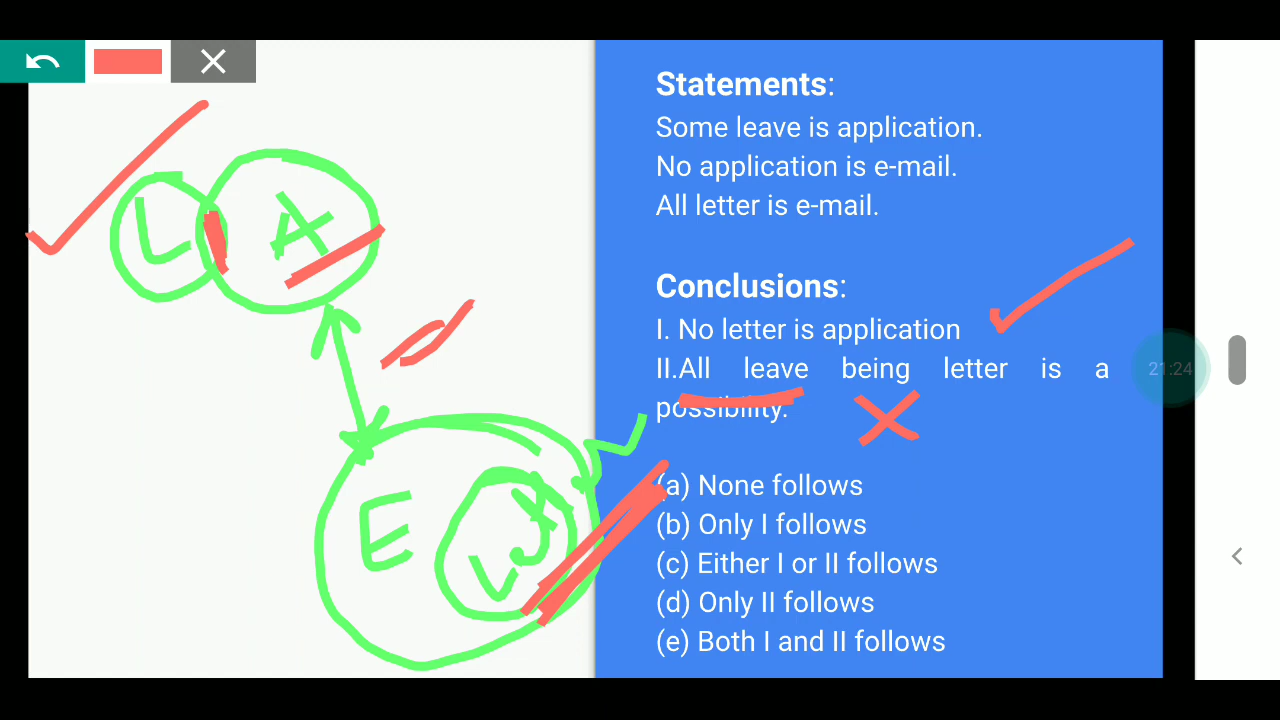 Statements:
Some leave is application.
No application is e-mail.
All letter is e-mail.
Conclusions:
I. No letter is application
II.All leave being letter is a
possibility.
21:24
(a) None follows
(b) Only I follows
(c) Either I or II follows
(d) Only II follows
(e) Both I and II follows
L
A
E